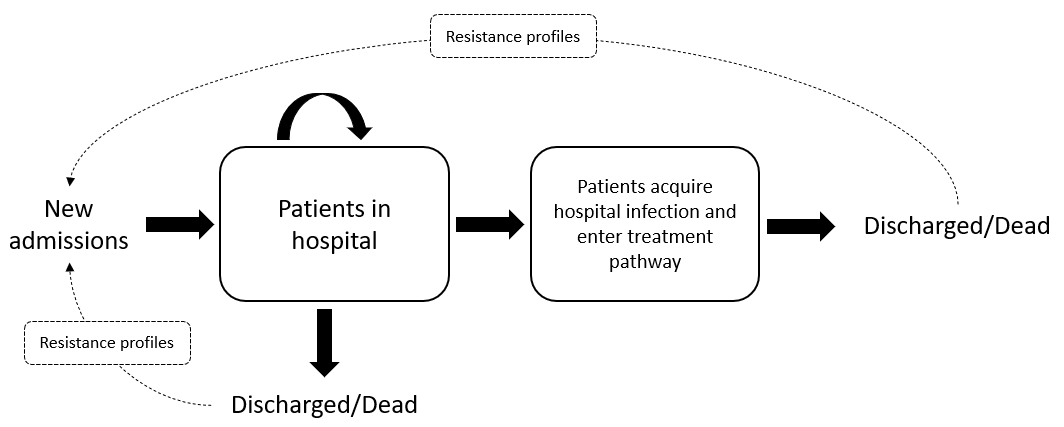 Resistance profiles
New
admissions
Patients in
hospital
Patients acquire
hospital infection and
enter treatment
pathway
Discharged/Dead
Resistance profiles
Discharged/Dead